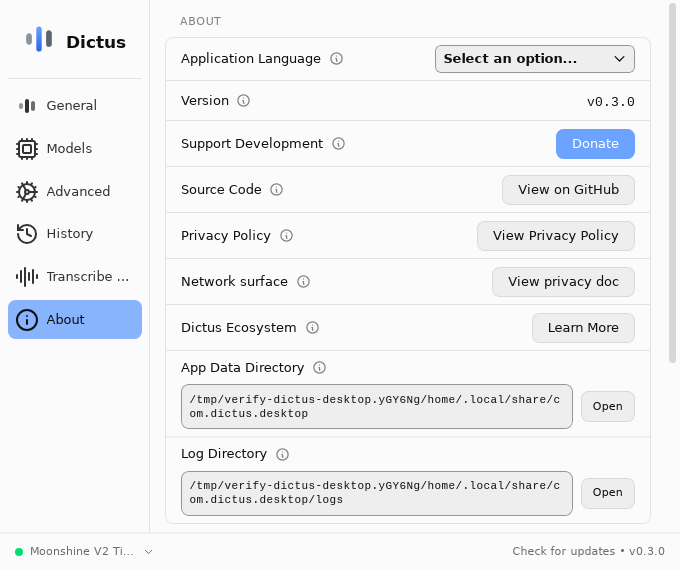 Dictus
General
Models
Advanced
History
Transcribe ...
About
ABOUT
Application Language
Select an option...
Version
v0.3.0
Support Development
Donate
Source Code
View on GitHub
Privacy Policy
View Privacy Policy
Network surface
View privacy doc
Dictus Ecosystem
Learn More
App Data Directory
/tmp/verify-dictus-desktop.yGY6Ng/home/.local/share/c
om.dictus.desktop
Open
Log Directory
/tmp/verify-dictus-desktop.yGY6Ng/home/.local/share/c
om.dictus.desktop/logs
Open
Moonshine V2 Ti...
Check for updates • v0.3.0